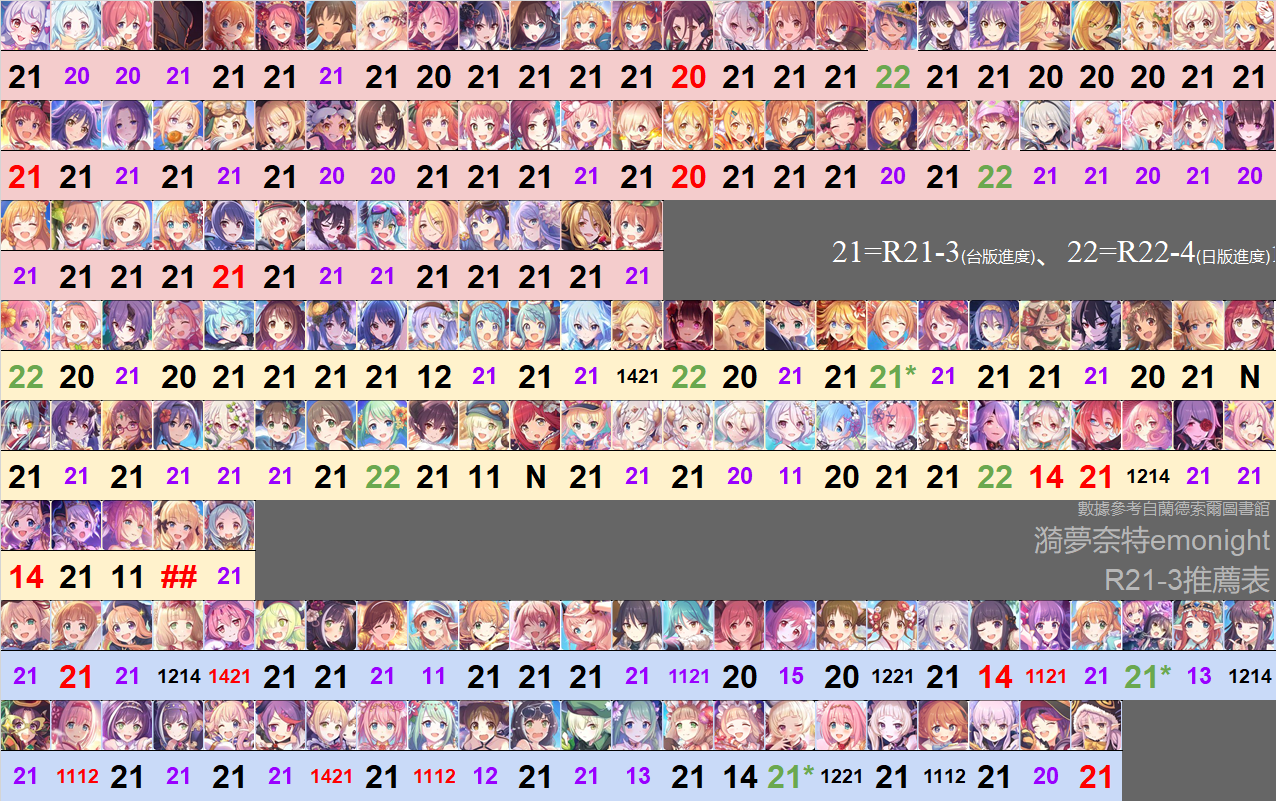 21 20 20 21 21 21 21 21 20 21 21 21 21 20 21 21 21 22 21 21 20 20 20 21 21
21 21 21 21 21 21 20 20 21 21 21 21 21 20 21 21 21 20 21 22 21 21 20 21 20
21=R21-3(台版進度)、22=R22-4(日版進度)
21 21 21 21 21 21 21 21 21 21 21 21 21
22 20 21 20 21 21 21 21 12 21 21 21 1421 22 20 21 21 21* 21 21 21 21 20 21 N
21 21 21 21 21 21 21 22 21 11 N 21 21 21 20 11 20 21 21 22 14 21 1214 21 21
數據參考自蘭德索爾圖書館
漪夢奈特emonight
R21-3推薦表
14 21 11 ## 21
21 21 21 1214 1421 21 21 21 11 21 21 21 21 1121 20 15 20 1221 21 14 1121 21 21* 13 1214
21 1112 21 21 21 21 1421 21 1112 12 21 21 13 21 14 21* 1221 21 1112 21 20 21